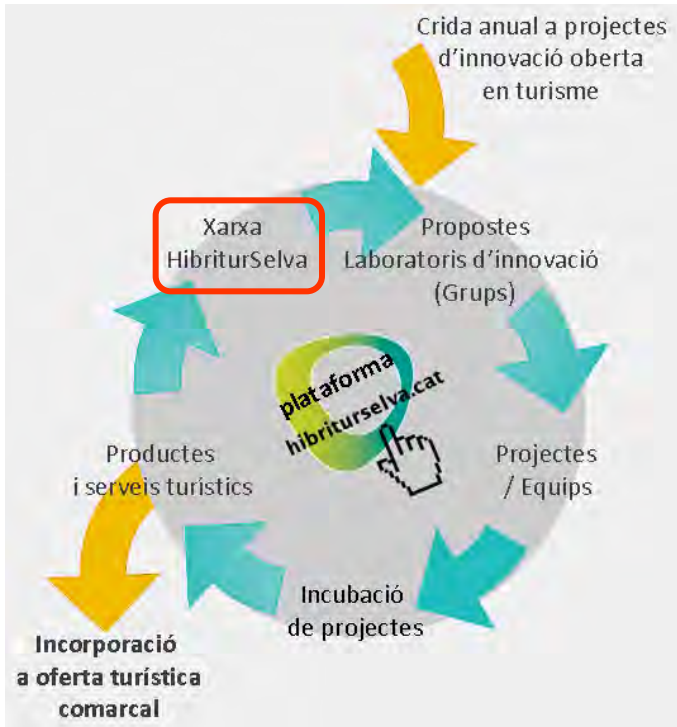 Crida anual a projectes
d'innovació oberta
en turisme
Xarxa
HibriturSelva
Propostes
Laboratoris d'innovació
(Grups)
plataforma
hibriturselva.cat
Productes
i serveis turístics
Projectes
/ Equips
Incubació
de projectes
Incorporació
a oferta turística
comarcal